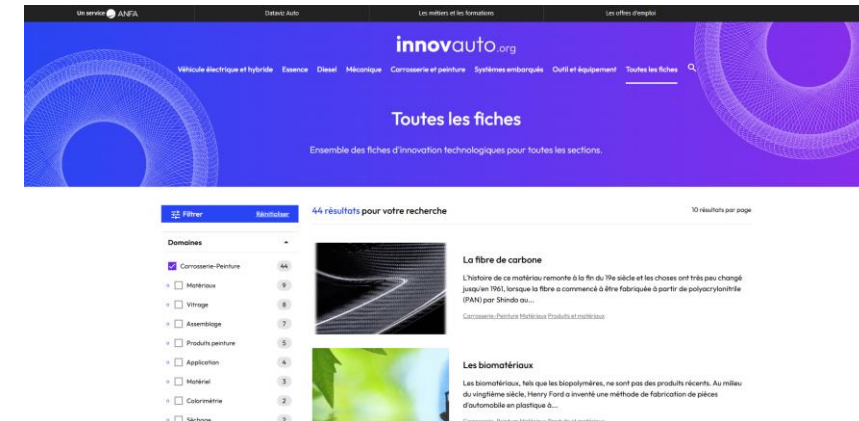 Un service ANFA
Dataviz Auto
Les métiers et les formations
Les offres d'emploi
innovauto.org
Véhicule électrique et hybride Essence Diesel Mécanique Carrosserie et peinture Systèmes embarqués Outil et équipement Toutes les fiches
Toutes les fiches
Ensemble des fiches d'innovation technologiques pour toutes les sections.
Filtrer Réinitialiser
44 résultats pour votre recherche
10 résultats par page
Domaines
Carrosserie-Peinture 44
Matériaux 9
Vitrage 8
Assemblage 7
Produits peinture 5
Application 4
Matériel 3
Colorimétrie 2
Séchage 2
La fibre de carbone
L'histoire de ce matériau remonte à la fin du 19e siècle et les choses ont très peu changé
jusqu'en 1961, lorsque la fibre a commencé à être fabriquée à partir de polyacrylonitrile
(PAN) par Shindo au...
Carrosserie-Peinture Matériaux Produits et matériaux
Les biomatériaux
Les biomatériaux, tels que les biopolymères, ne sont pas des produits récents. Au milieu
du vingtième siècle, Henry Ford a inventé une méthode de fabrication de pièces
d'automobile en plastique à...
Carrosserie-Peinture Matériaux Produits et matériaux